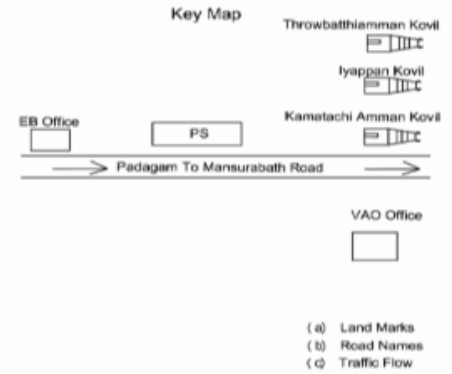 Key Map
Throwbatthiamman Kovil
Iyappan Kovil
Kamatachi Amman Kovil
EB Office
PS
Padagam To Mansurabath Road
VAO Office
(a) Land Marks
(b) Road Names
(c) Traffic Flow